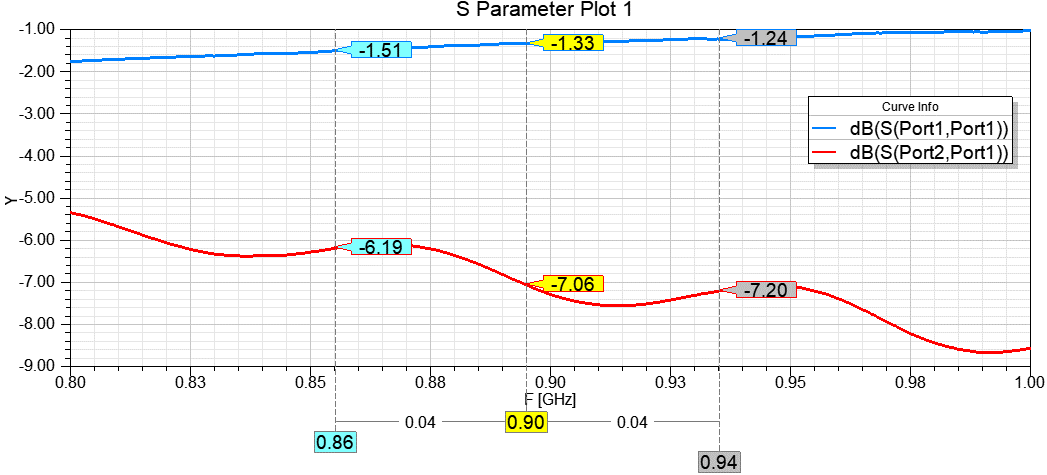 S Parameter Plot 1
-1.00
-2.00
-3.00
-4.00
-5.00
-6.00
-7.00
-8.00
-9.00
Y
-1.51
-1.33
-1.24
Curve Info
dB(S(Port1,Port1))
dB(S(Port2,Port1))
-6.19
-7.06
-7.20
0.80 0.83 0.85 0.88 0.90 0.93 0.95 0.98 1.00
F [GHz]
0.04 0.90 0.04
0.86
0.94